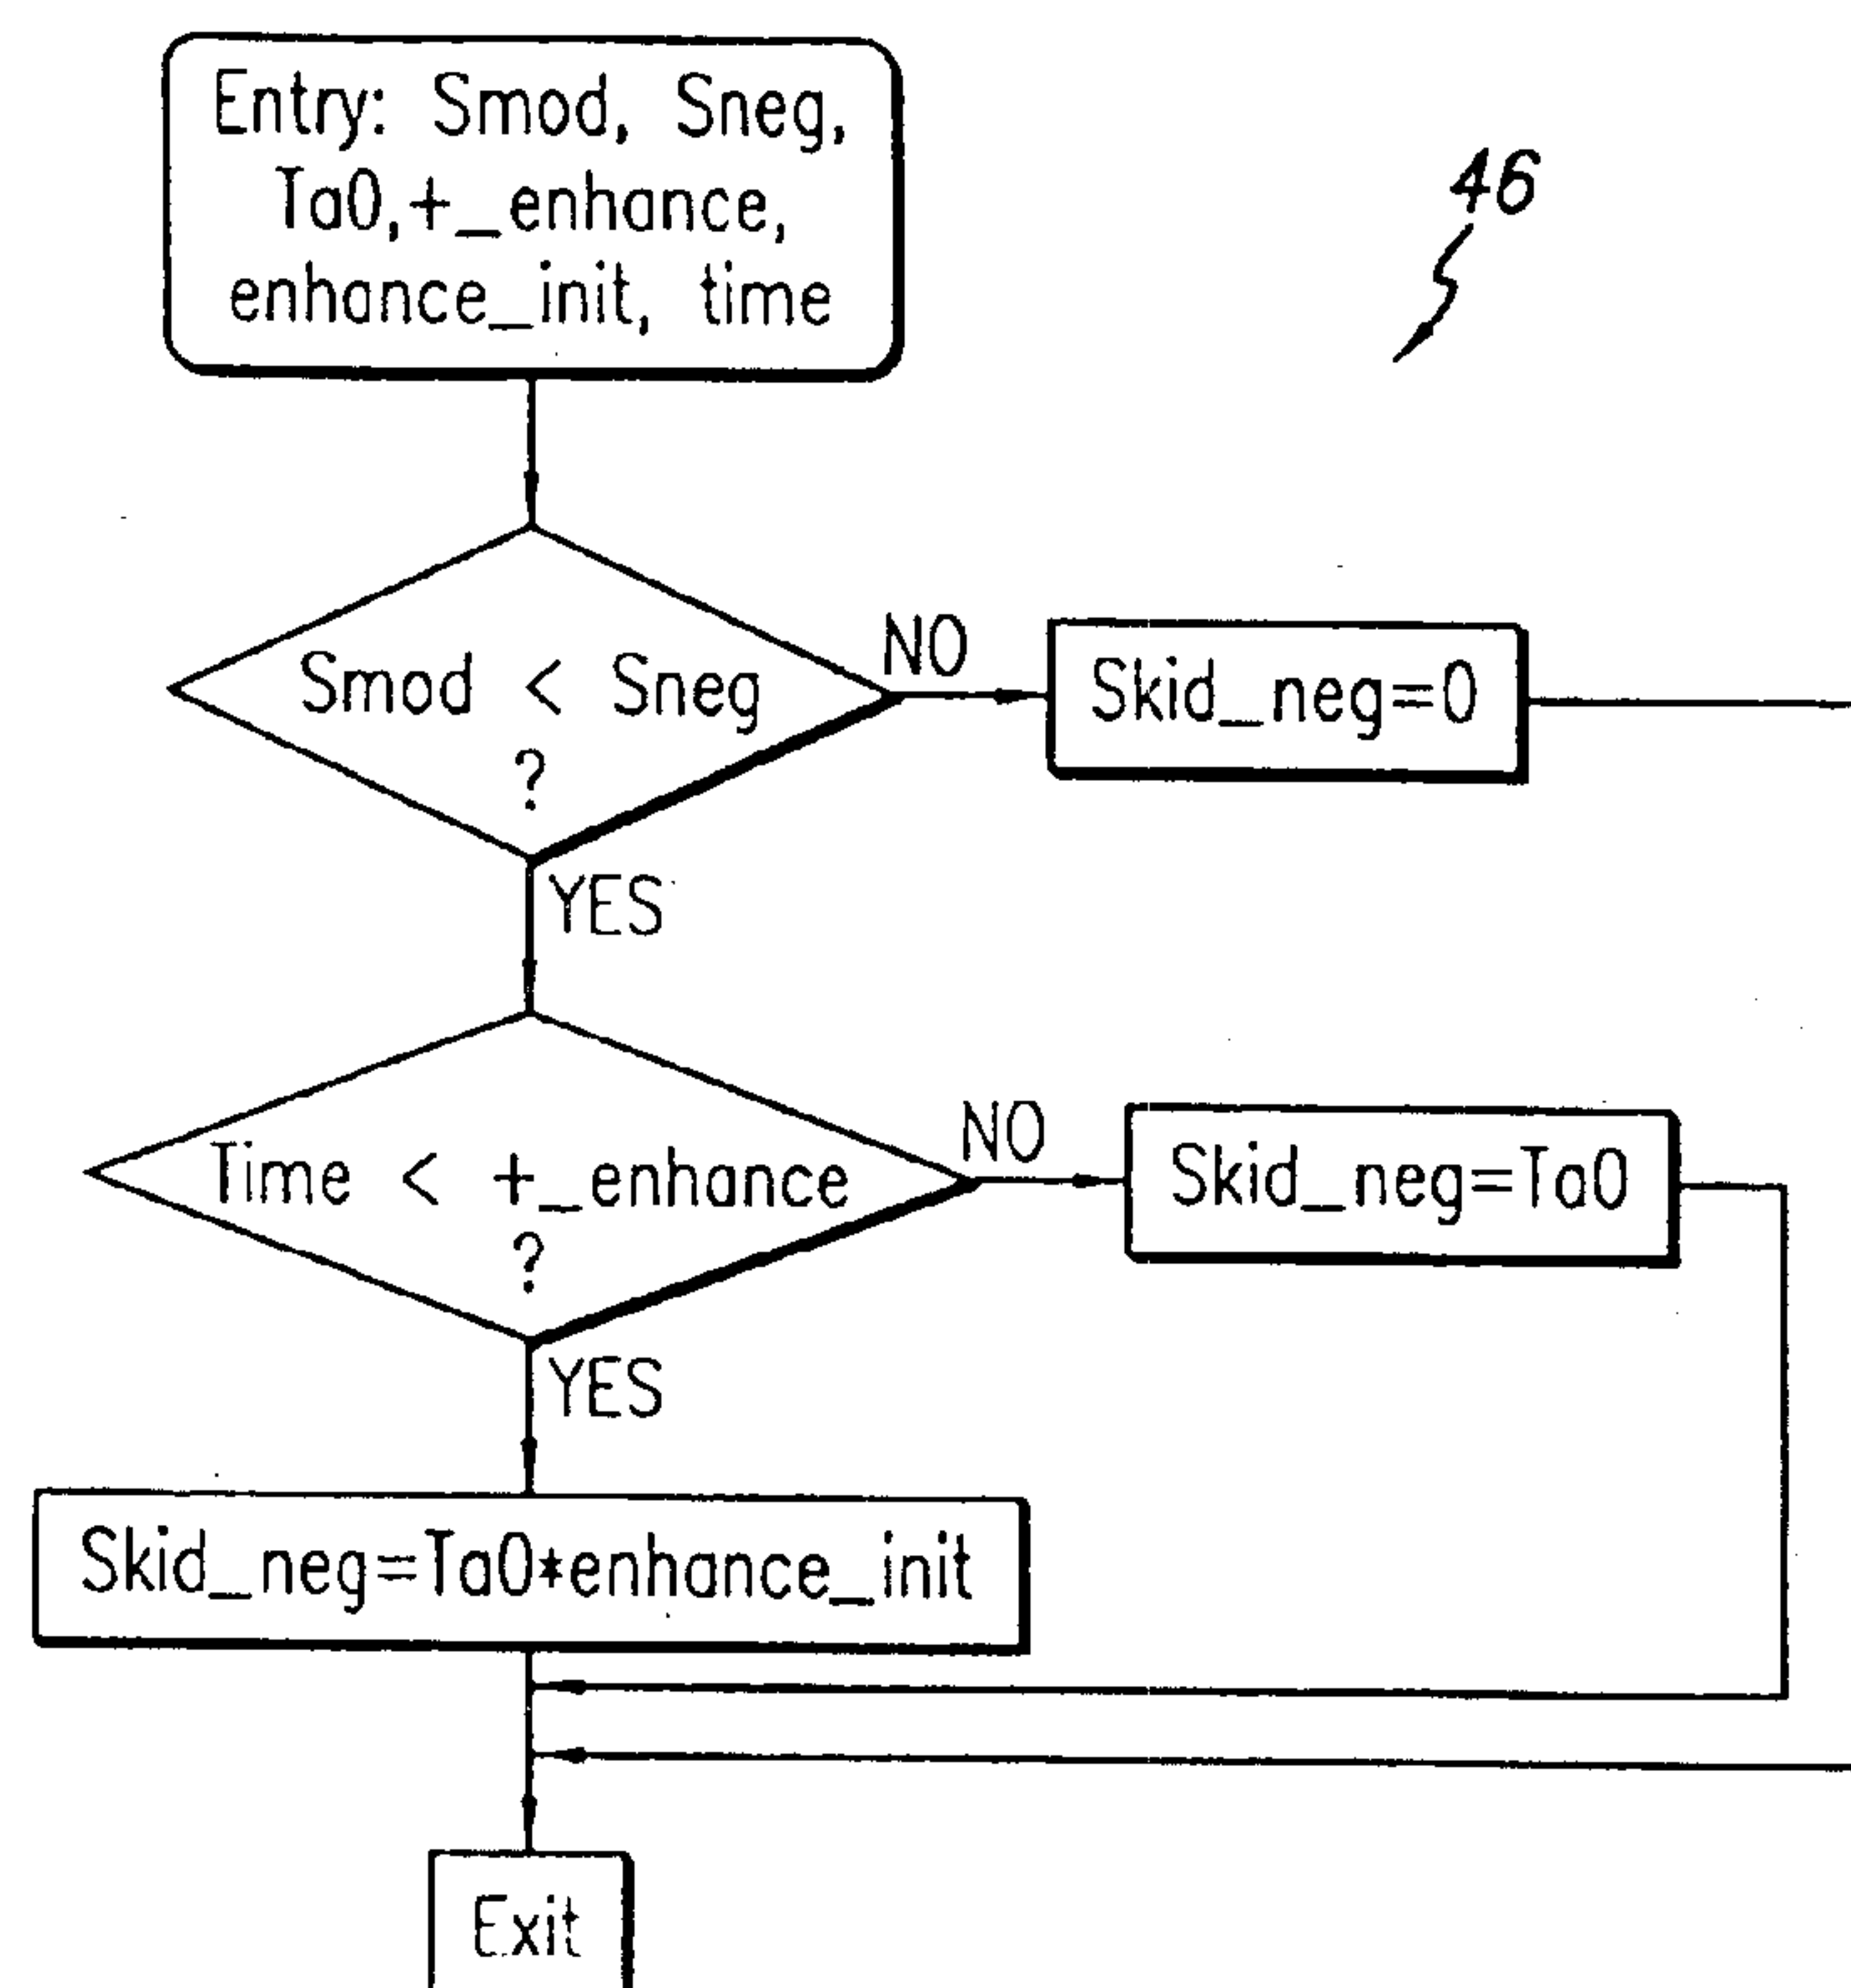 Entry: Smod, Sneg,
Ta0,+_enhance,
enhance_init, time
46
Smod < Sneg
?
NO
Skid_neg=0
YES
Time < +_enhance
?
NO
Skid_neg=Ta0
YES
Skid_neg=Ta0*enhance_init
Exit